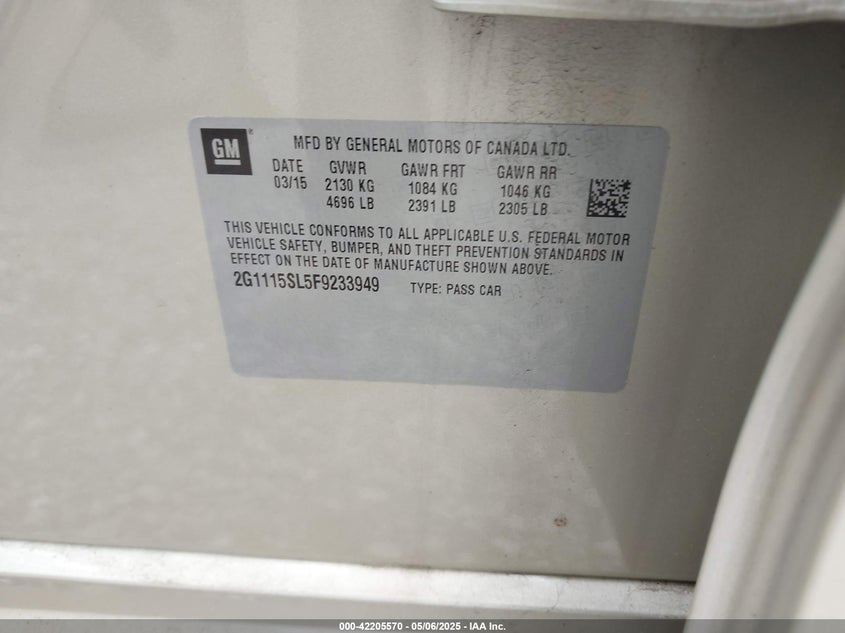 GM
MFD BY GENERAL MOTORS OF CANADA LTD.
DATE GVWR GAWR FRT GAWR RR
03/15 2130 KG 1084 KG 1046 KG
4696 LB 2391 LB 2305 LB
THIS VEHICLE CONFORMS TO ALL APPLICABLE U.S. FEDERAL MOTOR
VEHICLE SAFETY, BUMPER, AND THEFT PREVENTION STANDARDS IN
EFFECT ON THE DATE OF MANUFACTURE SHOWN ABOVE.
2G1115SL5F9233949 TYPE: PASS CAR
000-42205570 - 05/06/2025 - IAA Inc.